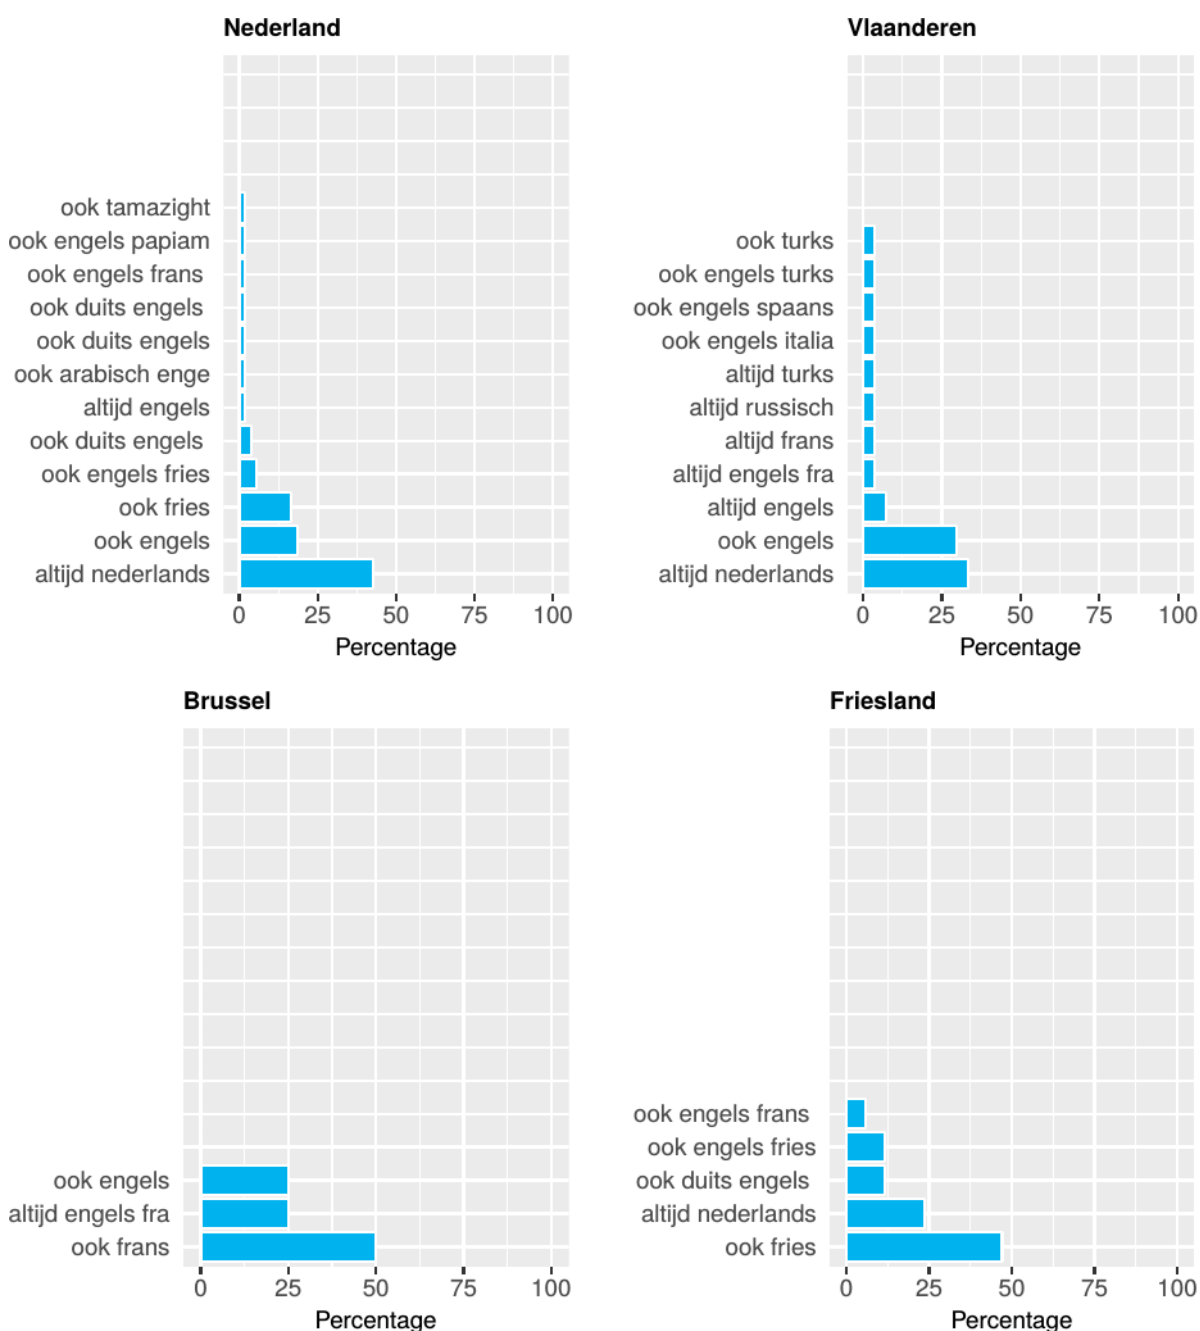 Nederland
ook tamazight
ook engels papiam
ook engels frans
ook duits engels
ook duits engels
ook arabisch enge
altijd engels
ook duits engels
ook engels fries
ook fries
ook engels
altijd nederlands
0 25 50 75 100
Percentage
Vlaanderen
ook turks
ook engels turks
ook engels spaans
ook engels italia
altijd turks
altijd russisch
altijd frans
altijd engels fra
altijd engels
ook engels
altijd nederlands
0 25 50 75 100
Percentage
Brussel
ook engels
altijd engels fra
ook frans
0 25 50 75 100
Percentage
Friesland
ook engels frans
ook engels fries
ook duits engels
altijd nederlands
ook fries
0 25 50 75 100
Percentage